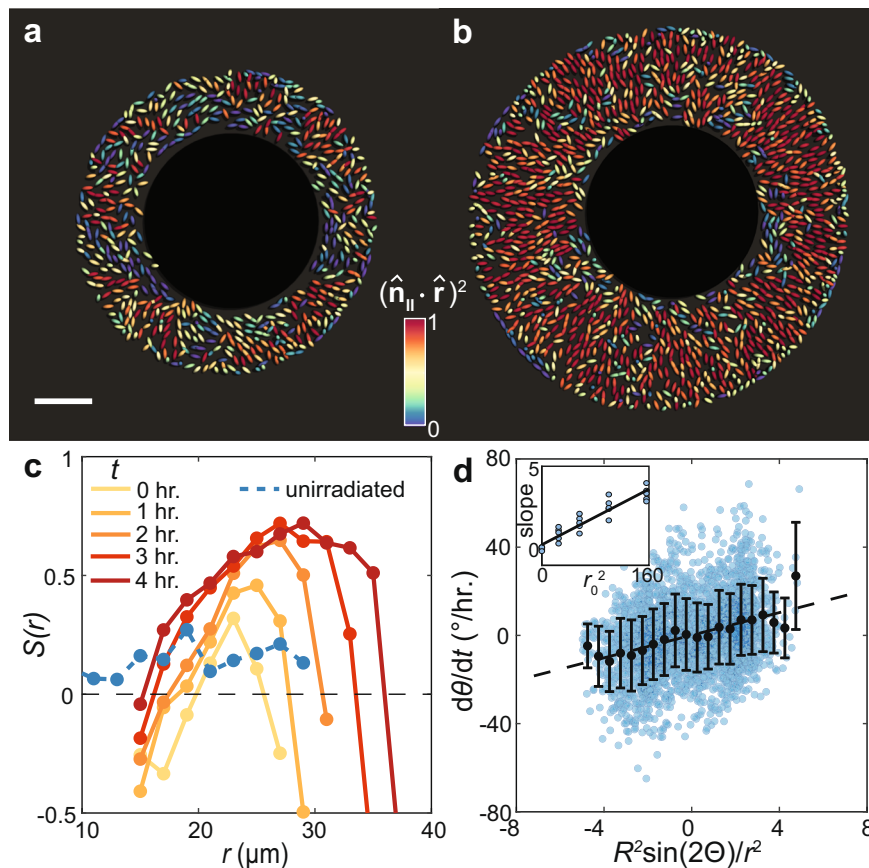 a
b
(n̂_|| · r̂)²
1
0
c
t
0 hr.
1 hr.
2 hr.
3 hr.
4 hr.
unirradiated
1
0.5
0
-0.5
S(r)
10 20 30 40
r (μm)
d
80
40
0
-40
-80
dθ/dt (°/hr.)
5
0
slope
0 160
r₀²
-8 -4 0 4 8
R²sin(2Θ)/r²